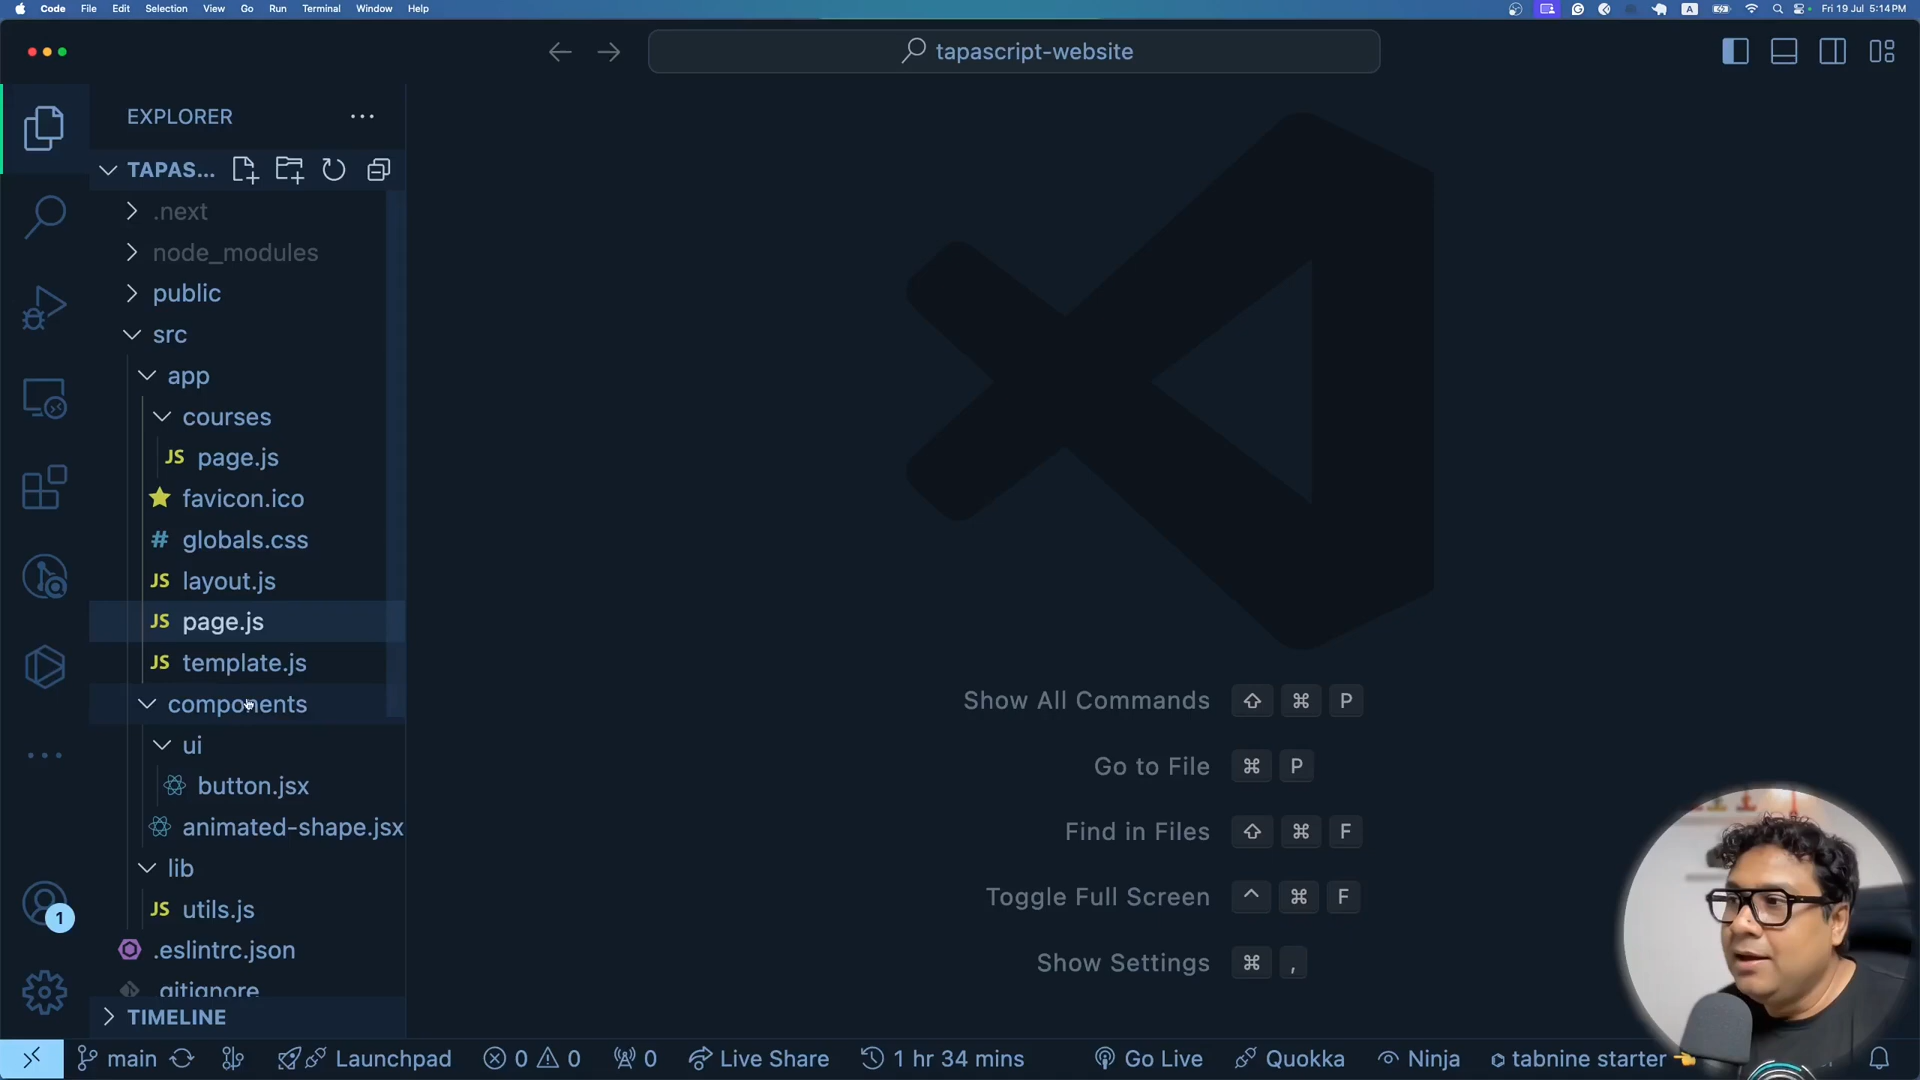 Code File Edit Selection View Go Run Terminal Window Help
A
Fri 19 Jul 5:14 PM
tapascript-website
EXPLORER
TAPAS...
.next
node_modules
public
src
app
courses
JS page.js
favicon.ico
# globals.css
JS layout.js
JS page.js
JS template.js
components
ui
button.jsx
animated-shape.jsx
lib
JS utils.js
.eslintrc.json
.gitignore
TIMELINE
1
Show All Commands ⇧ ⌘ P
Go to File ⌘ P
Find in Files ⇧ ⌘ F
Toggle Full Screen ^ ⌘ F
Show Settings ⌘ ,
main Launchpad 0 0 0 Live Share 1 hr 34 mins Go Live Quokka Ninja tabnine starter